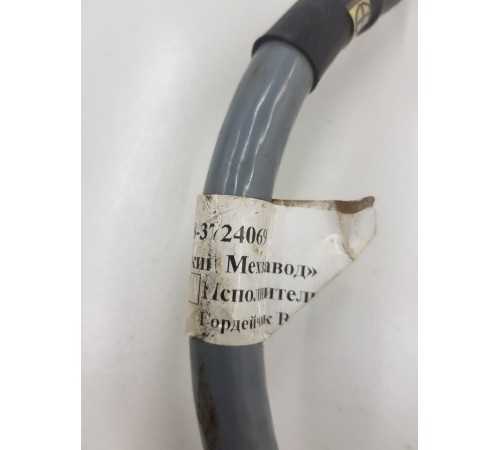 -3724069
кий Мехзавод»
Исполнитель
Гордейчик В